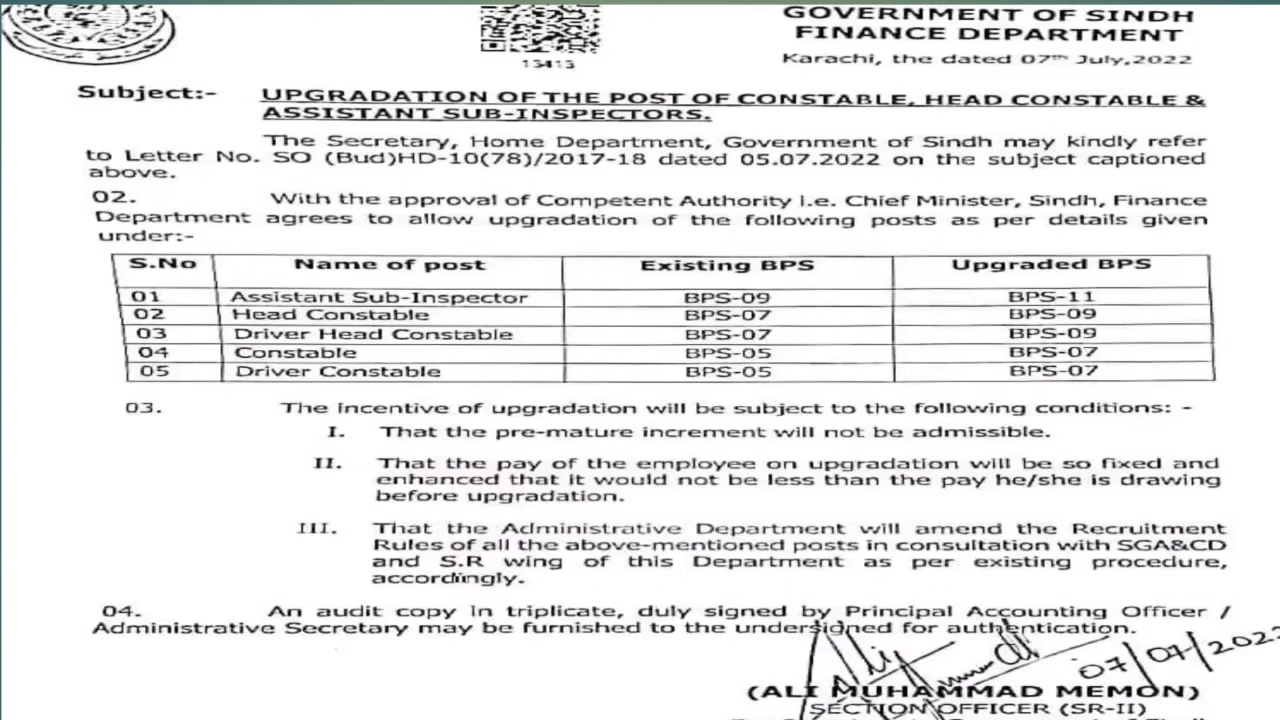 GOVERNMENT OF SINDH
FINANCE DEPARTMENT
Karachi, the dated 07th July,2022
13413
Subject:- UPGRADATION OF THE POST OF CONSTABLE, HEAD CONSTABLE &
ASSISTANT SUB-INSPECTORS.
The Secretary, Home Department, Government of Sindh may kindly refer
to Letter No. SO (Bud)HD-10(78)/2017-18 dated 05.07.2022 on the subject captioned
above.
02. With the approval of Competent Authority i.e. Chief Minister, Sindh, Finance
Department agrees to allow upgradation of the following posts as per details given
under:-
S.No Name of post Existing BPS Upgraded BPS
01 Assistant Sub-Inspector BPS-09 BPS-11
02 Head Constable BPS-07 BPS-09
03 Driver Head Constable BPS-07 BPS-09
04 Constable BPS-05 BPS-07
05 Driver Constable BPS-05 BPS-07
03. The incentive of upgradation will be subject to the following conditions: -
I. That the pre-mature increment will not be admissible.
II. That the pay of the employee on upgradation will be so fixed and
enhanced that it would not be less than the pay he/she is drawing
before upgradation.
III. That the Administrative Department will amend the Recruitment
Rules of all the above-mentioned posts in consultation with SGA&CD
and S.R wing of this Department as per existing procedure,
accordingly.
04. An audit copy in triplicate, duly signed by Principal Accounting Officer /
Administrative Secretary may be furnished to the undersigned for authentication.
07/07/2022
(ALI MUHAMMAD MEMON)
SECTION OFFICER (SR-II)